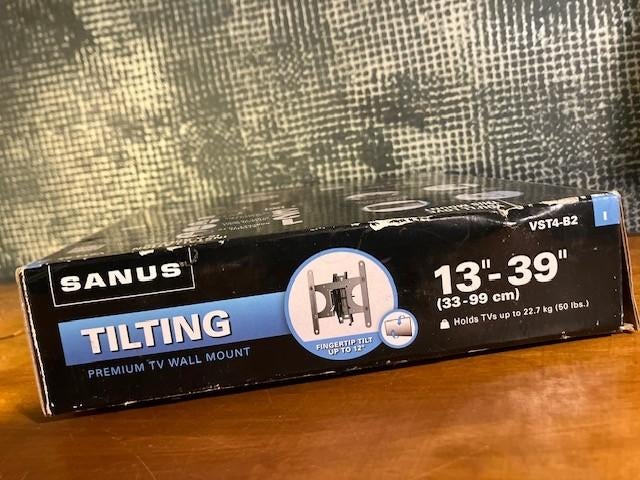 VST4-B2
I
SANUS™
13"-39"
(33-99 cm)
Holds TVs up to 22.7 kg (50 lbs.)
TILTING
PREMIUM TV WALL MOUNT
FINGERTIP TILT
UP TO 12°